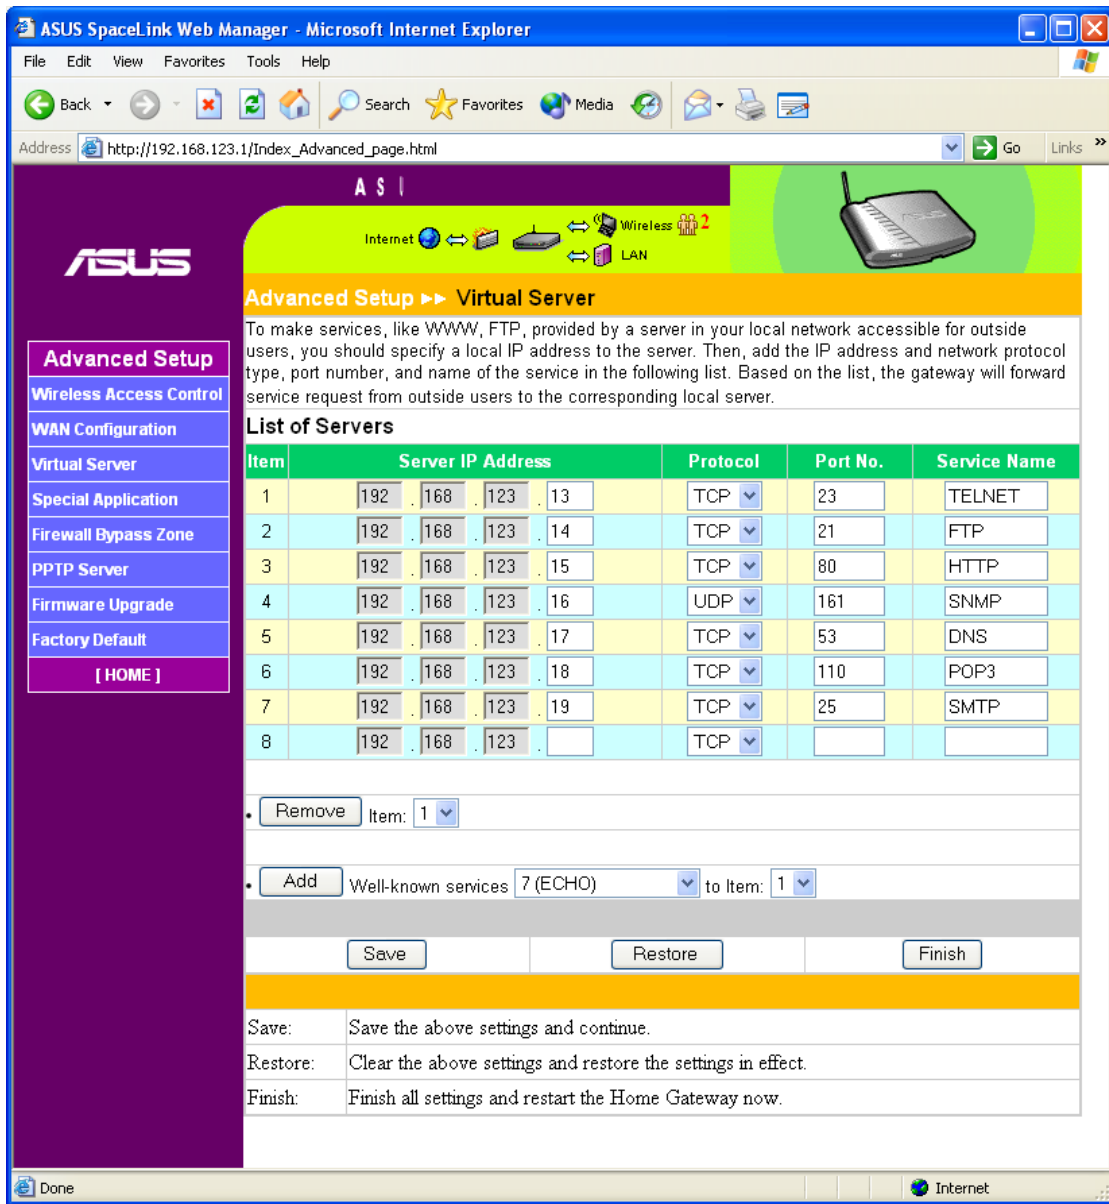 ASUS SpaceLink Web Manager - Microsoft Internet Explorer
File Edit View Favorites Tools Help
Back Search Favorites Media
Address http://192.168.123.1/Index_Advanced_page.html Go Links »
A S
Internet Wireless 2
LAN
ASUS
Advanced Setup ▸▸ Virtual Server
To make services, like WWW, FTP, provided by a server in your local network accessible for outside
users, you should specify a local IP address to the server. Then, add the IP address and network protocol
type, port number, and name of the service in the following list. Based on the list, the gateway will forward
service request from outside users to the corresponding local server.
Advanced Setup
Wireless Access Control
WAN Configuration
Virtual Server
Special Application
Firewall Bypass Zone
PPTP Server
Firmware Upgrade
Factory Default
[ HOME ]
List of Servers
Item Server IP Address Protocol Port No. Service Name
1 192 . 168 . 123 . 13 TCP 23 TELNET
2 192 . 168 . 123 . 14 TCP 21 FTP
3 192 . 168 . 123 . 15 TCP 80 HTTP
4 192 . 168 . 123 . 16 UDP 161 SNMP
5 192 . 168 . 123 . 17 TCP 53 DNS
6 192 . 168 . 123 . 18 TCP 110 POP3
7 192 . 168 . 123 . 19 TCP 25 SMTP
8 192 . 168 . 123 . TCP
• Remove Item: 1
• Add Well-known services 7 (ECHO) to Item: 1
Save Restore Finish
Save: Save the above settings and continue.
Restore: Clear the above settings and restore the settings in effect.
Finish: Finish all settings and restart the Home Gateway now.
Done Internet